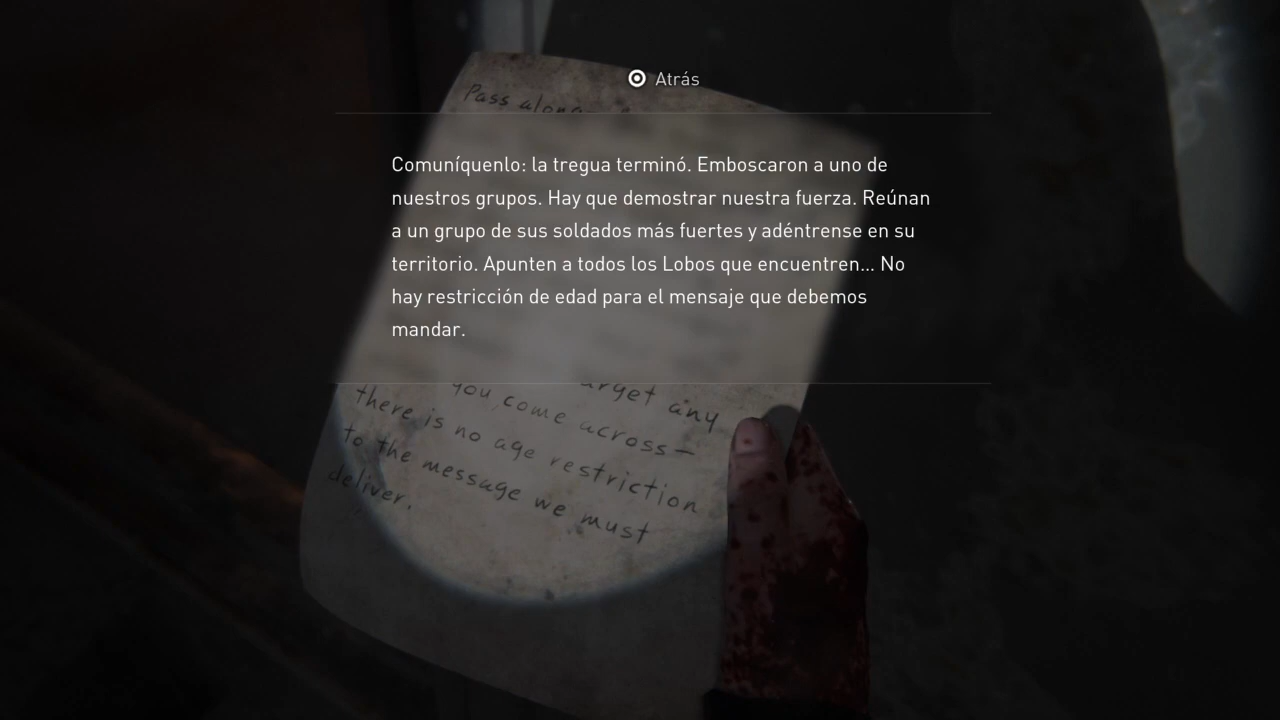 Atrás
Pass along
Comuníquenlo: la tregua terminó. Emboscaron a uno de
nuestros grupos. Hay que demostrar nuestra fuerza. Reúnan
a un grupo de sus soldados más fuertes y adéntrense en su
territorio. Apunten a todos los Lobos que encuentren... No
hay restricción de edad para el mensaje que debemos
mandar.
any
you come across—
there is no age restriction
to the message we must
deliver.